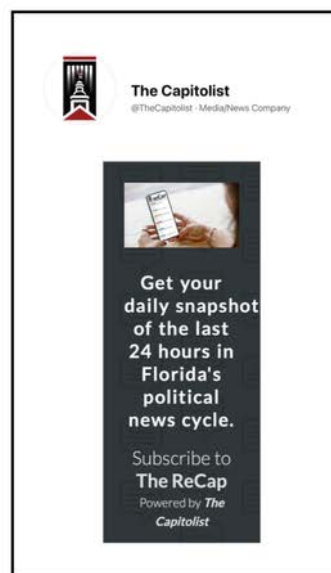 The Capitolist
@TheCapitolist · Media/News Company
Get your
daily snapshot
of the last
24 hours in
Florida's
political
news cycle.
Subscribe to
The ReCap
Powered by The
Capitolist